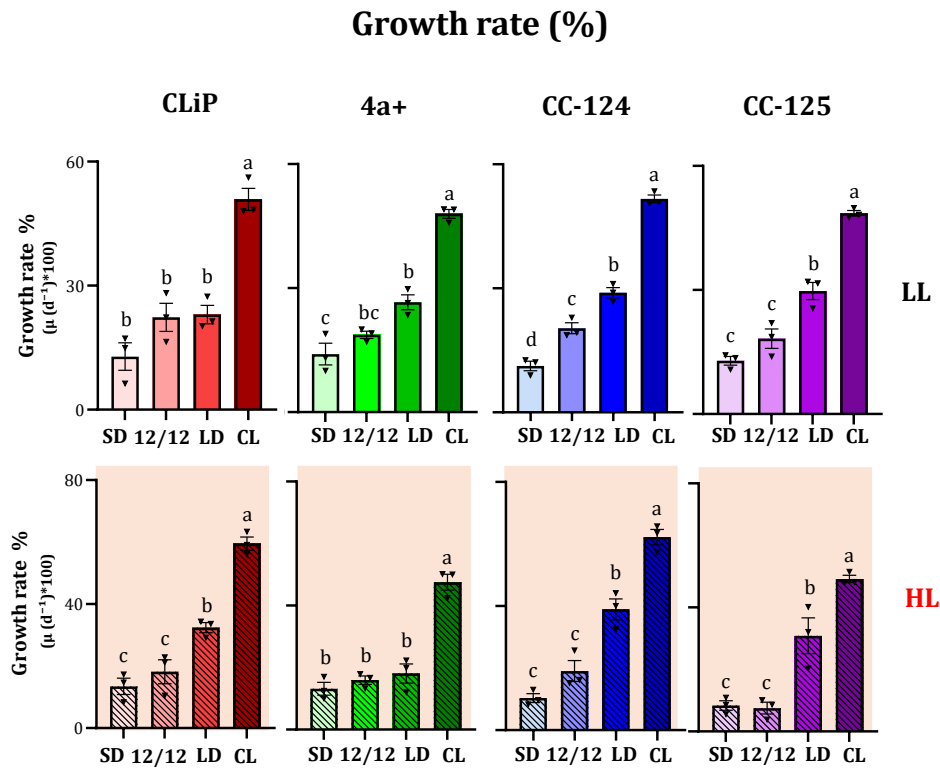 Growth rate (%)
CLiP 4a+ CC-124 CC-125
Growth rate %
(μ (d⁻¹)*100)
60
30
0
b b b a
SD 12/12 LD CL
c bc b a
SD 12/12 LD CL
d c b a
SD 12/12 LD CL
c c b a
SD 12/12 LD CL
LL
Growth rate %
(μ (d⁻¹)*100)
80
40
0
c c b a
SD 12/12 LD CL
b b b a
SD 12/12 LD CL
c c b a
SD 12/12 LD CL
c c b a
SD 12/12 LD CL
HL